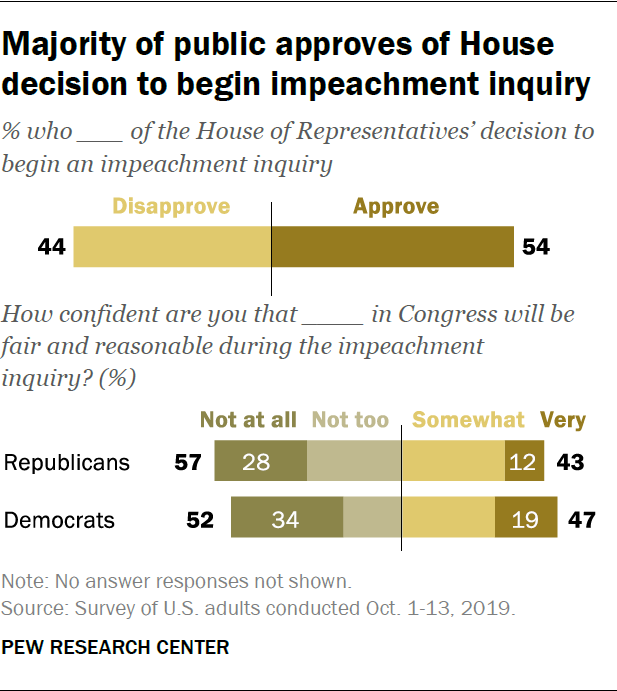 Majority of public approves of House
decision to begin impeachment inquiry
% who ___ of the House of Representatives' decision to
begin an impeachment inquiry
Disapprove Approve
44 54
How confident are you that ____ in Congress will be
fair and reasonable during the impeachment
inquiry? (%)
Not at all Not too Somewhat Very
Republicans 57 28 12 43
Democrats 52 34 19 47
Note: No answer responses not shown.
Source: Survey of U.S. adults conducted Oct. 1-13, 2019.
PEW RESEARCH CENTER